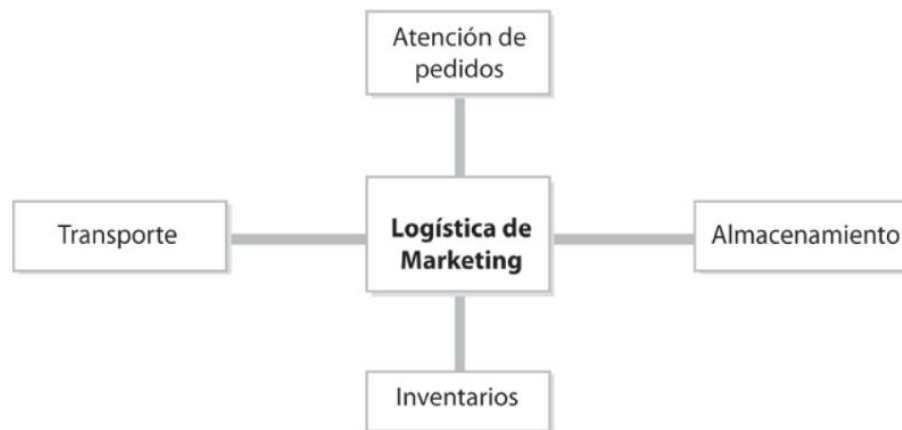 Atención de
pedidos
Transporte
Logística de
Marketing
Almacenamiento
Inventarios